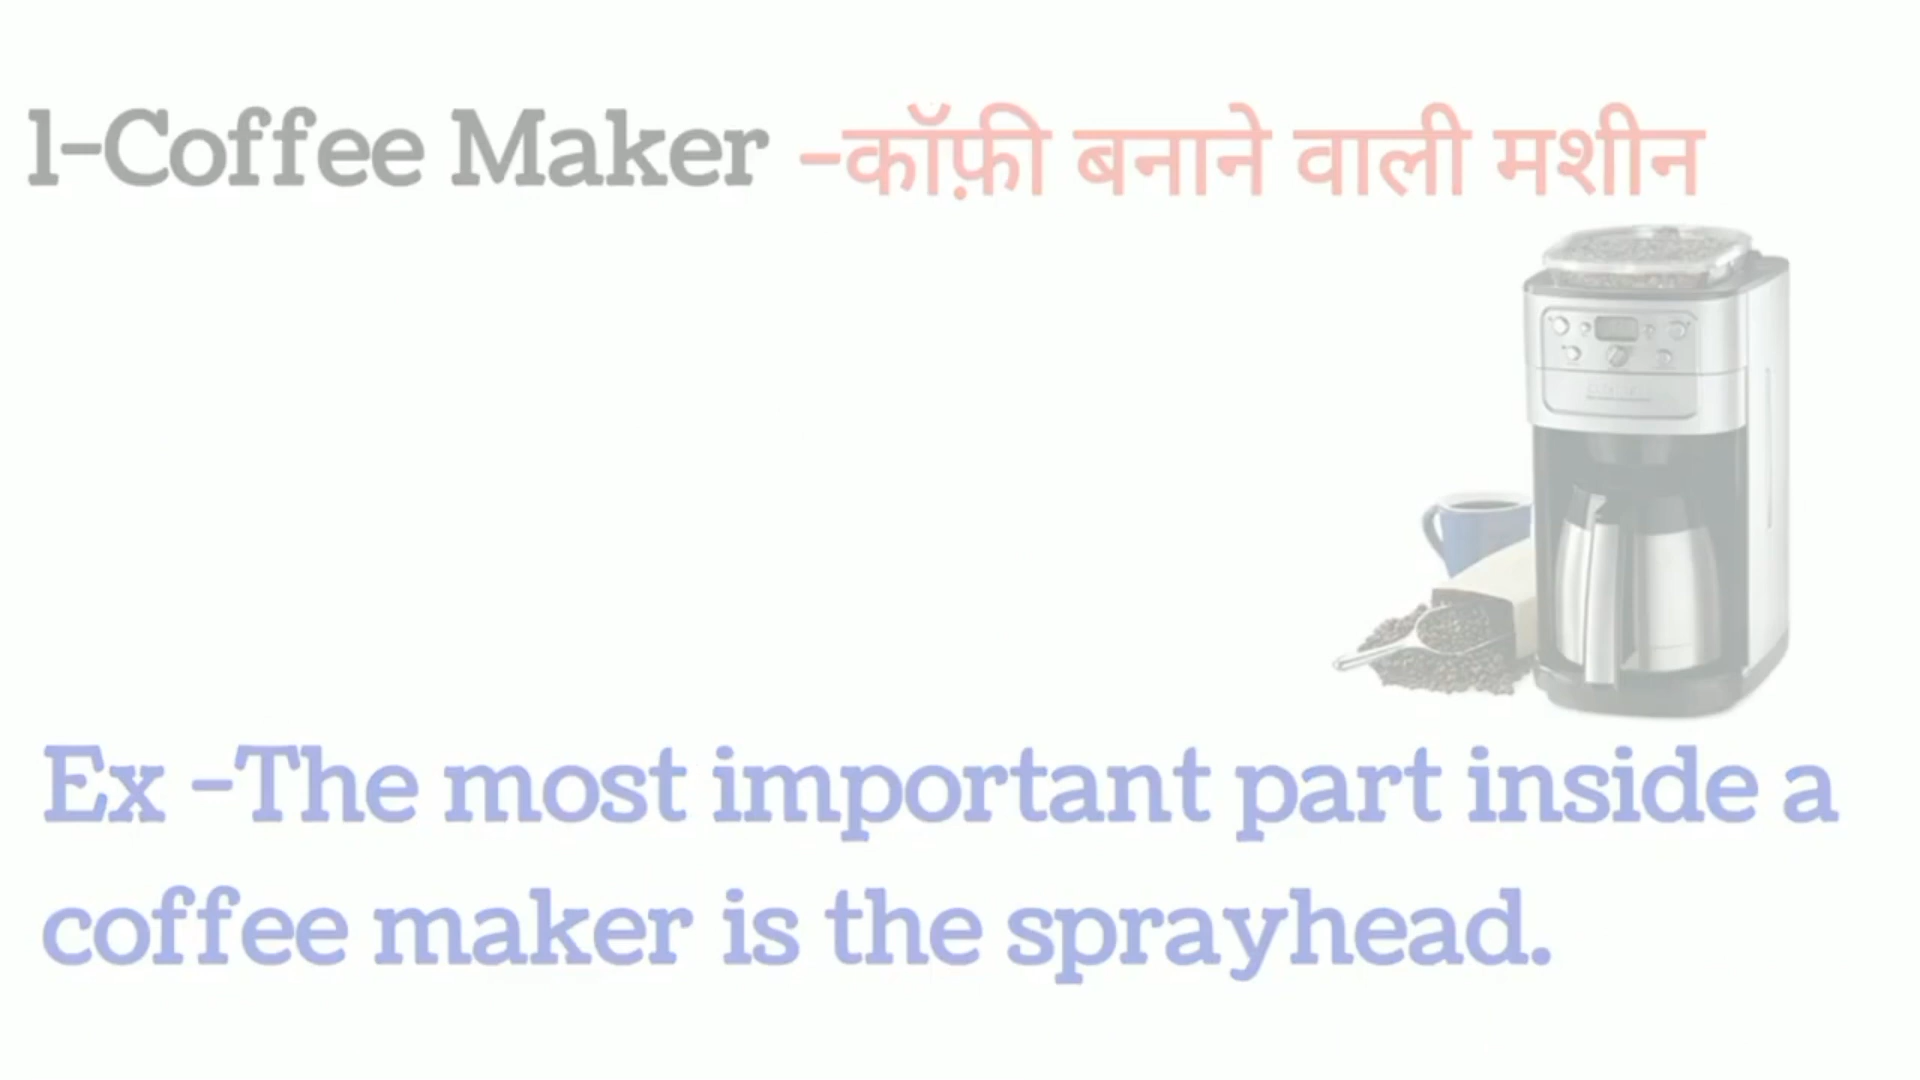 1-Coffee Maker -कॉफ़ी बनाने वाली मशीन
Ex -The most important part inside a
coffee maker is the sprayhead.